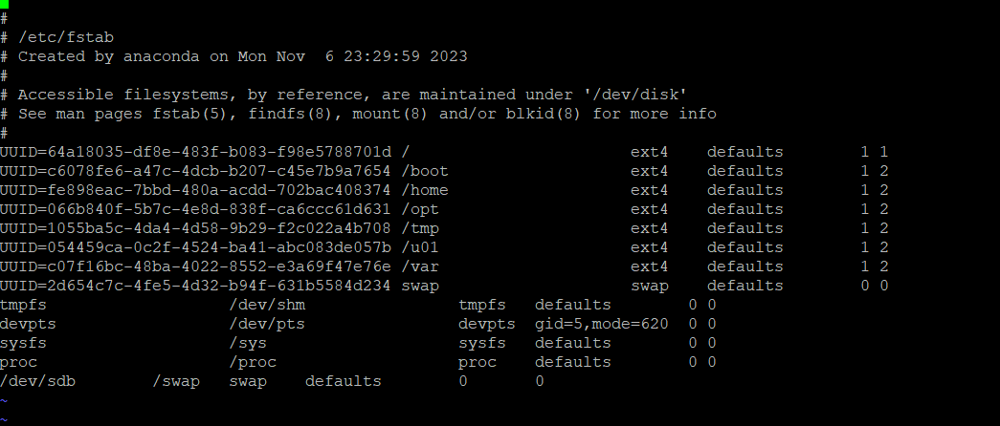 #
# /etc/fstab
# Created by anaconda on Mon Nov  6 23:29:59 2023
#
# Accessible filesystems, by reference, are maintained under '/dev/disk'
# See man pages fstab(5), findfs(8), mount(8) and/or blkid(8) for more info
#
UUID=64a18035-df8e-483f-b083-f98e5788701d /                       ext4    defaults        1 1
UUID=c6078fe6-a47c-4dcb-b207-c45e7b9a7654 /boot                   ext4    defaults        1 2
UUID=fe898eac-7bbd-480a-acdd-702bac408374 /home                   ext4    defaults        1 2
UUID=066b840f-5b7c-4e8d-838f-ca6ccc61d631 /opt                    ext4    defaults        1 2
UUID=1055ba5c-4da4-4d58-9b29-f2c022a4b708 /tmp                    ext4    defaults        1 2
UUID=054459ca-0c2f-4524-ba41-abc083de057b /u01                    ext4    defaults        1 2
UUID=c07f16bc-48ba-4022-8552-e3a69f47e76e /var                    ext4    defaults        1 2
UUID=2d654c7c-4fe5-4d32-b94f-631b5584d234 swap                    swap    defaults        0 0
tmpfs                   /dev/shm                tmpfs   defaults        0 0
devpts                  /dev/pts                devpts  gid=5,mode=620  0 0
sysfs                   /sys                    sysfs   defaults        0 0
proc                    /proc                   proc    defaults        0 0
/dev/sdb        /swap   swap    defaults        0       0
~
~